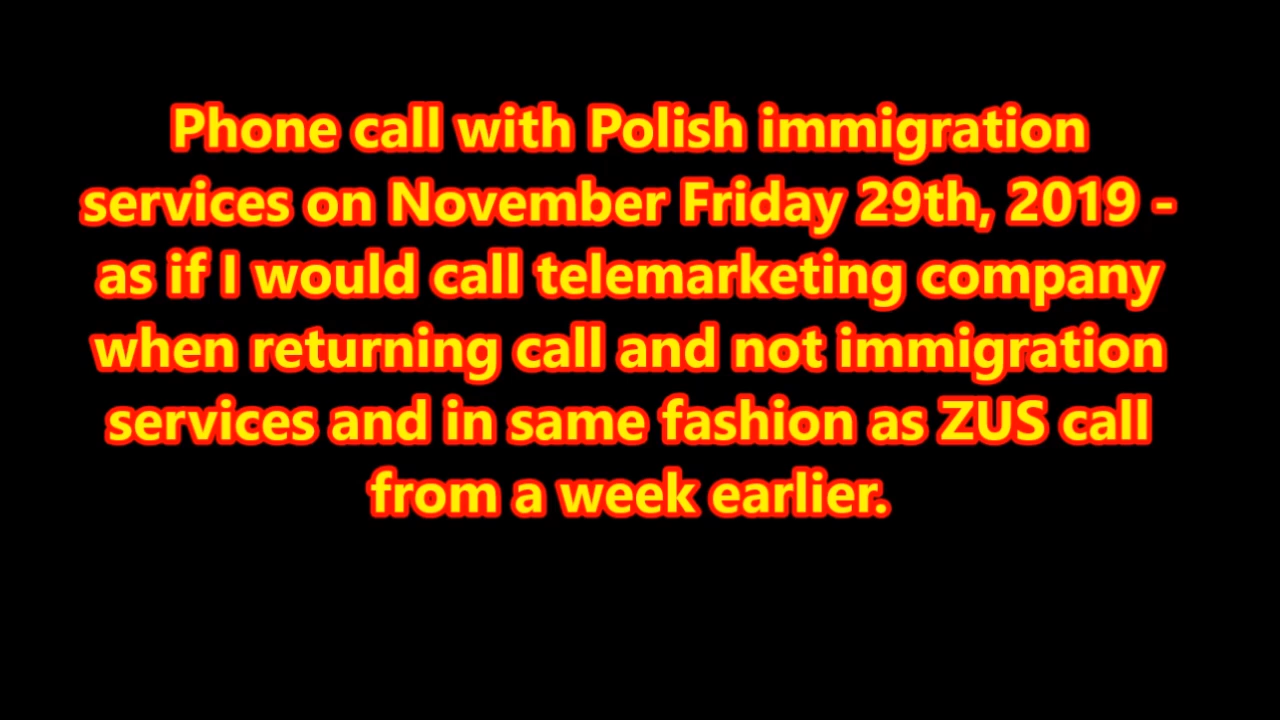 Phone call with Polish immigration
services on November Friday 29th, 2019 -
as if I would call telemarketing company
when returning call and not immigration
services and in same fashion as ZUS call
from a week earlier.